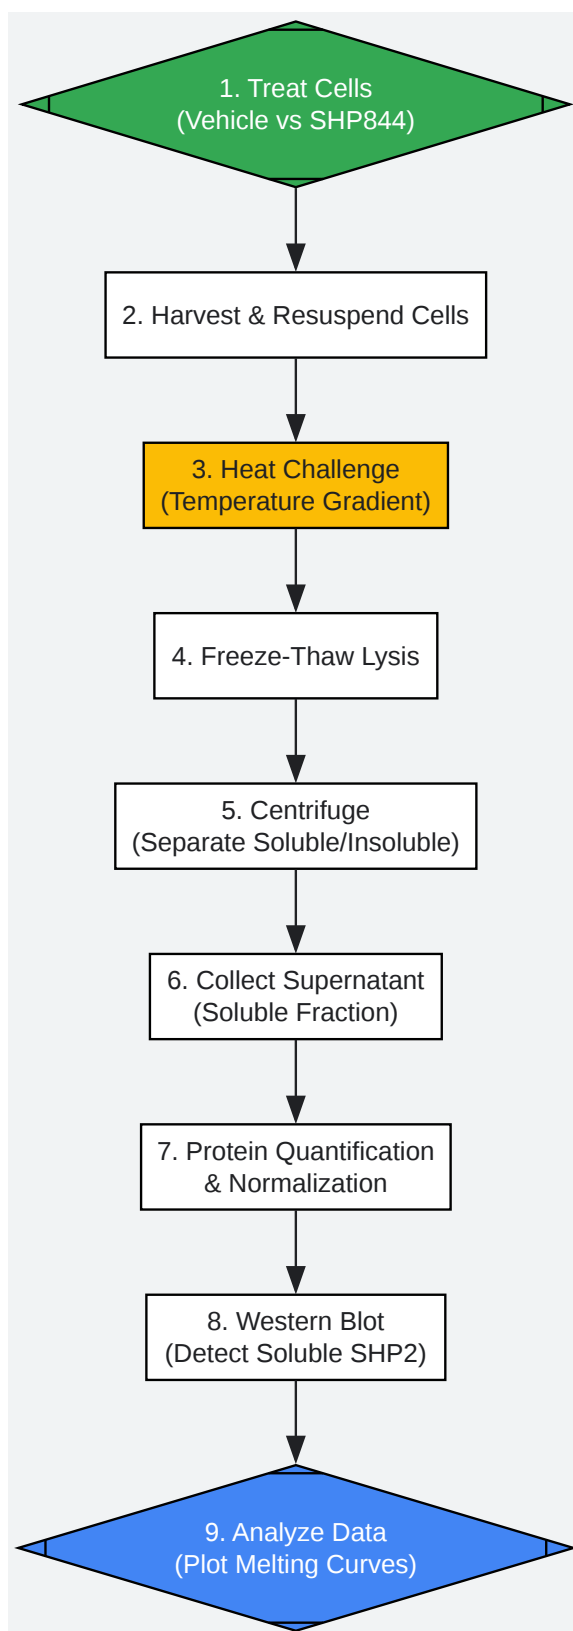 1. Treat Cells
(Vehicle vs SHP844)
2. Harvest & Resuspend Cells
3. Heat Challenge
(Temperature Gradient)
4. Freeze-Thaw Lysis
5. Centrifuge
(Separate Soluble/Insoluble)
6. Collect Supernatant
(Soluble Fraction)
7. Protein Quantification
& Normalization
8. Western Blot
(Detect Soluble SHP2)
9. Analyze Data
(Plot Melting Curves)